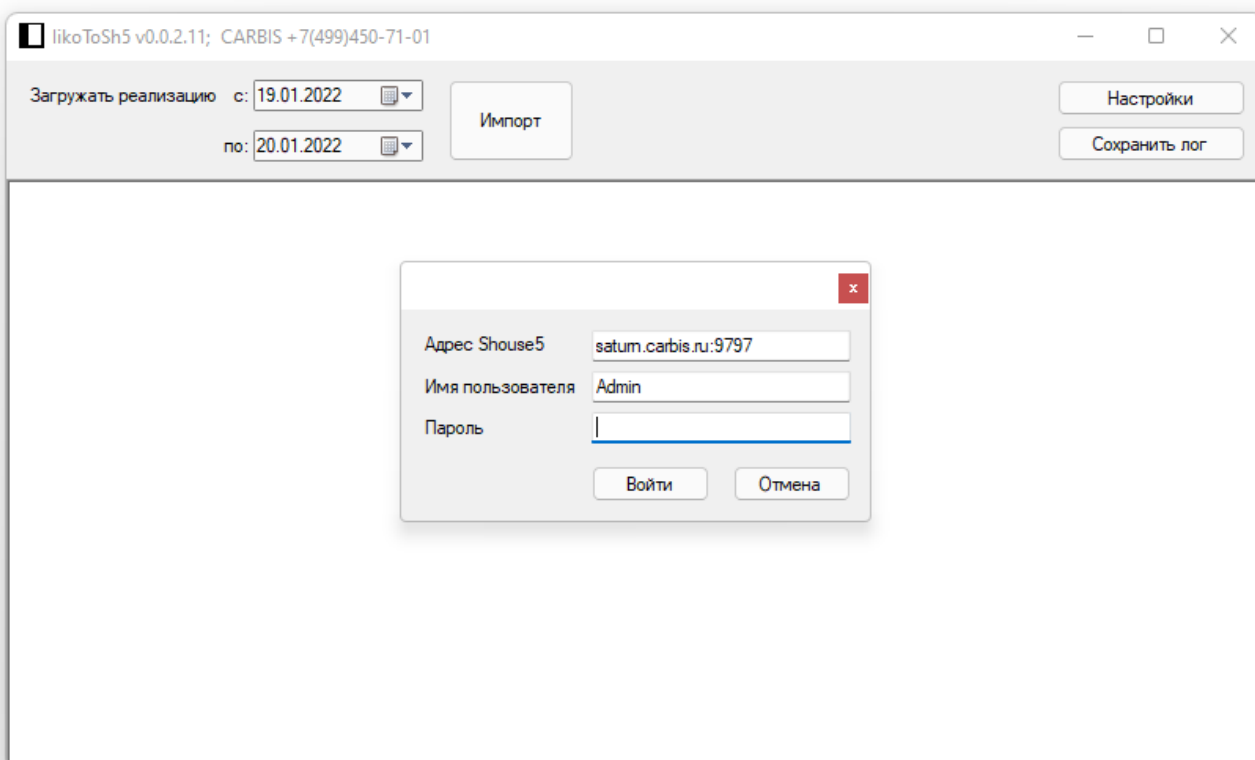 IikoToSh5 v0.0.2.11; CARBIS +7(499)450-71-01
Загружать реализацию с: 19.01.2022
по: 20.01.2022
Импорт
Настройки
Сохранить лог
x
Адрес Shouse5 saturn.carbis.ru:9797
Имя пользователя Admin
Пароль
Войти Отмена